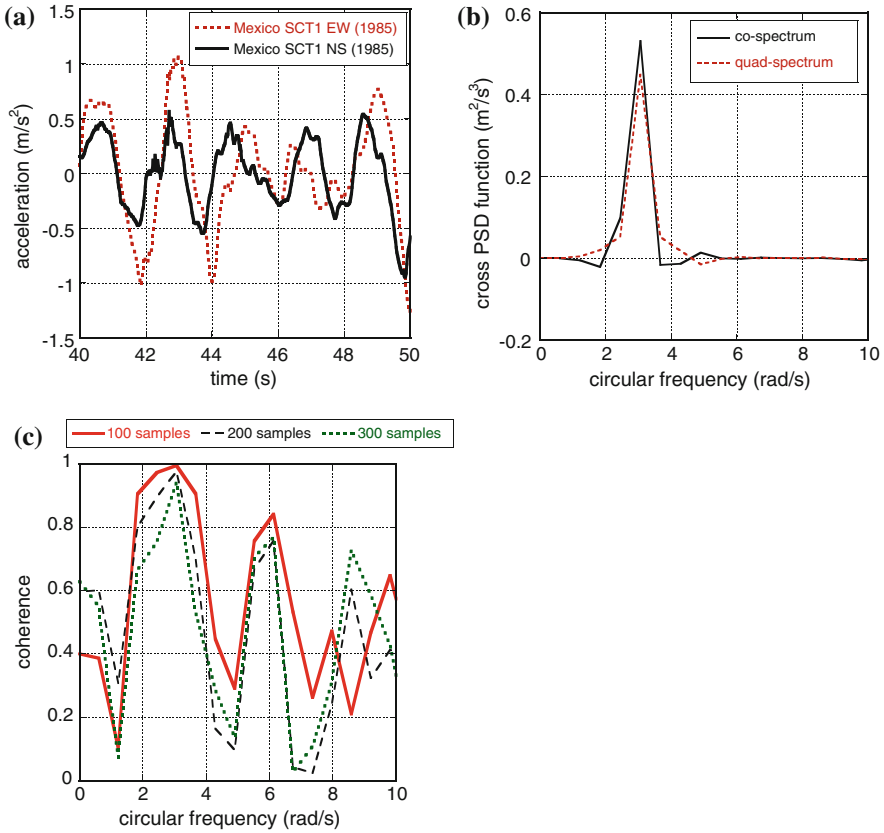 (a)
Mexico SCT1 EW (1985)
Mexico SCT1 NS (1985)
1.5
1
0.5
0
-0.5
-1
-1.5
acceleration (m/s²)
40 42 44 46 48 50
time (s)
(b)
co-spectrum
quad-spectrum
0.6
0.4
0.2
0
-0.2
cross PSD function (m²/s³)
0 2 4 6 8 10
circular frequency (rad/s)
(c)
100 samples 200 samples 300 samples
1
0.8
0.6
0.4
0.2
0
coherence
0 2 4 6 8 10
circular frequency (rad/s)